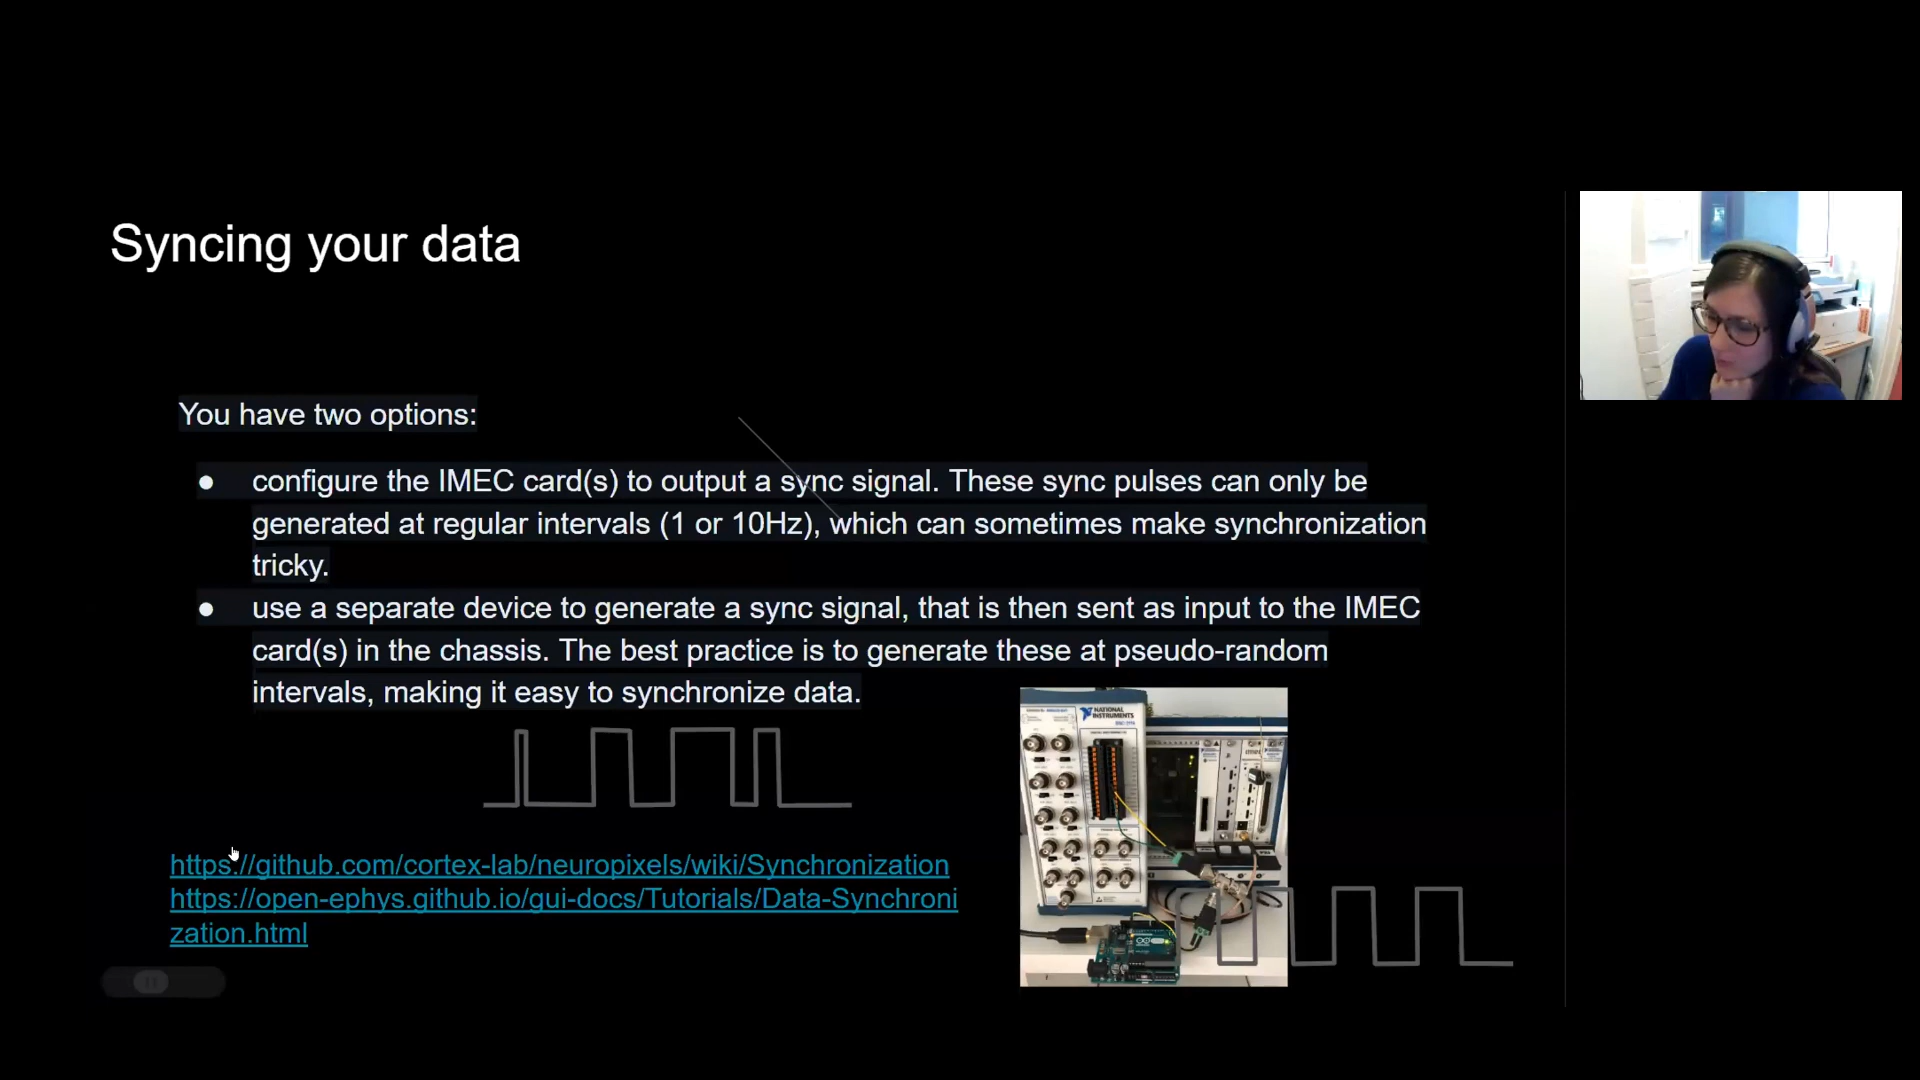 Syncing your data
You have two options:
● configure the IMEC card(s) to output a sync signal. These sync pulses can only be
generated at regular intervals (1 or 10Hz), which can sometimes make synchronization
tricky.
● use a separate device to generate a sync signal, that is then sent as input to the IMEC
card(s) in the chassis. The best practice is to generate these at pseudo-random
intervals, making it easy to synchronize data.
NATIONAL
INSTRUMENTS
https://github.com/cortex-lab/neuropixels/wiki/Synchronization
https://open-ephys.github.io/gui-docs/Tutorials/Data-Synchroni
zation.html